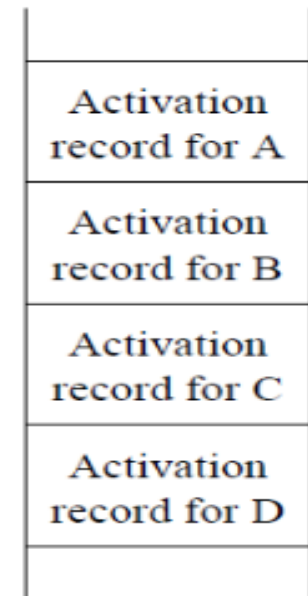 Activation
record for A
Activation
record for B
Activation
record for C
Activation
record for D